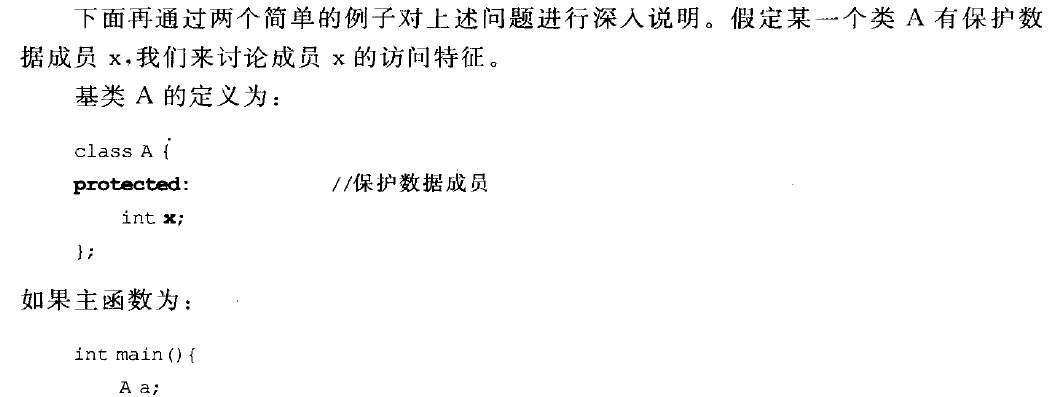 下面再通过两个简单的例子对上述问题进行深入说明。假定某一个类 A 有保护数
据成员 x,我们来讨论成员 x 的访问特征。
基类 A 的定义为：
class A {
protected: //保护数据成员
int x;
};
如果主函数为：
int main(){
A a;